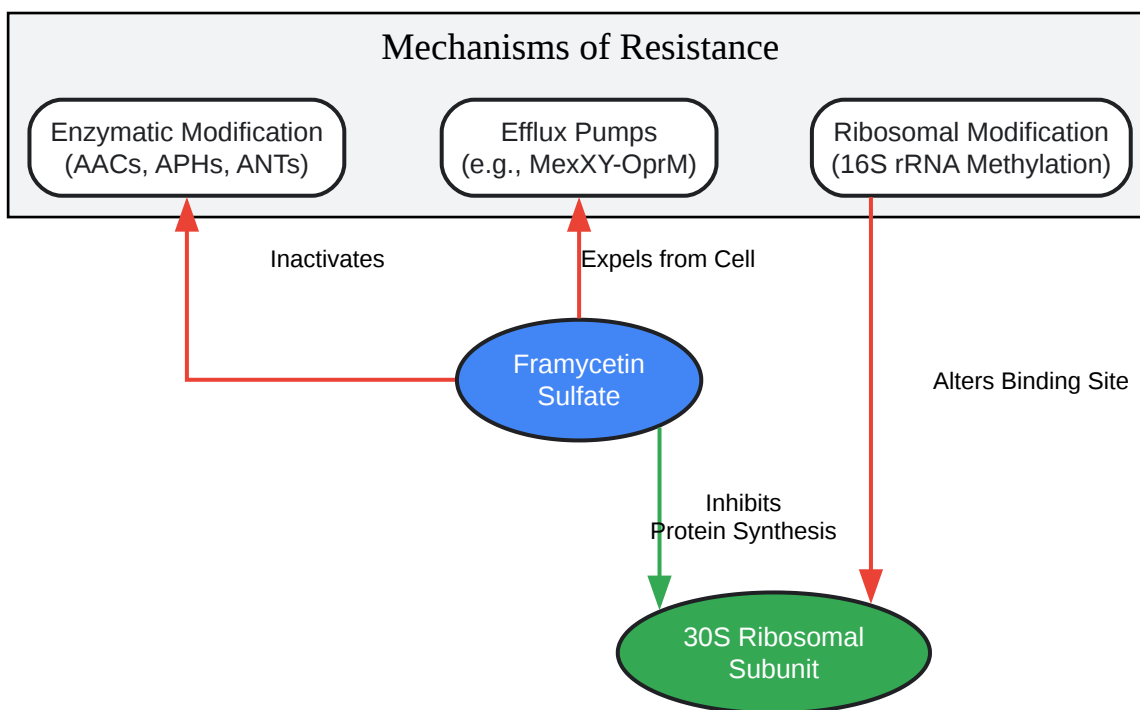 Mechanisms of Resistance
Enzymatic Modification
(AACs, APHs, ANTs)
Efflux Pumps
(e.g., MexXY-OprM)
Ribosomal Modification
(16S rRNA Methylation)
Inactivates
Expels from Cell
Framycetin
Sulfate
Alters Binding Site
Inhibits
Protein Synthesis
30S Ribosomal
Subunit